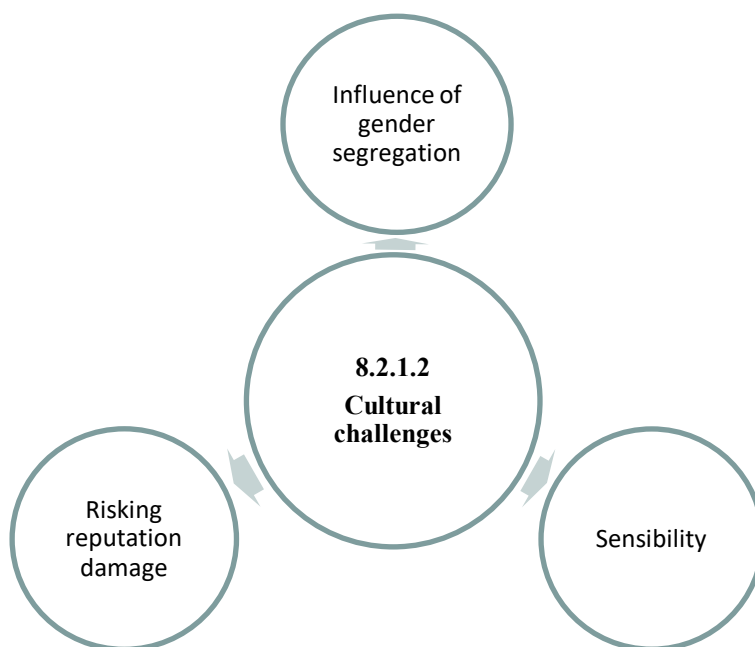 Influence of
gender
segregation
8.2.1.2
Cultural
challenges
Risking
reputation
damage
Sensibility